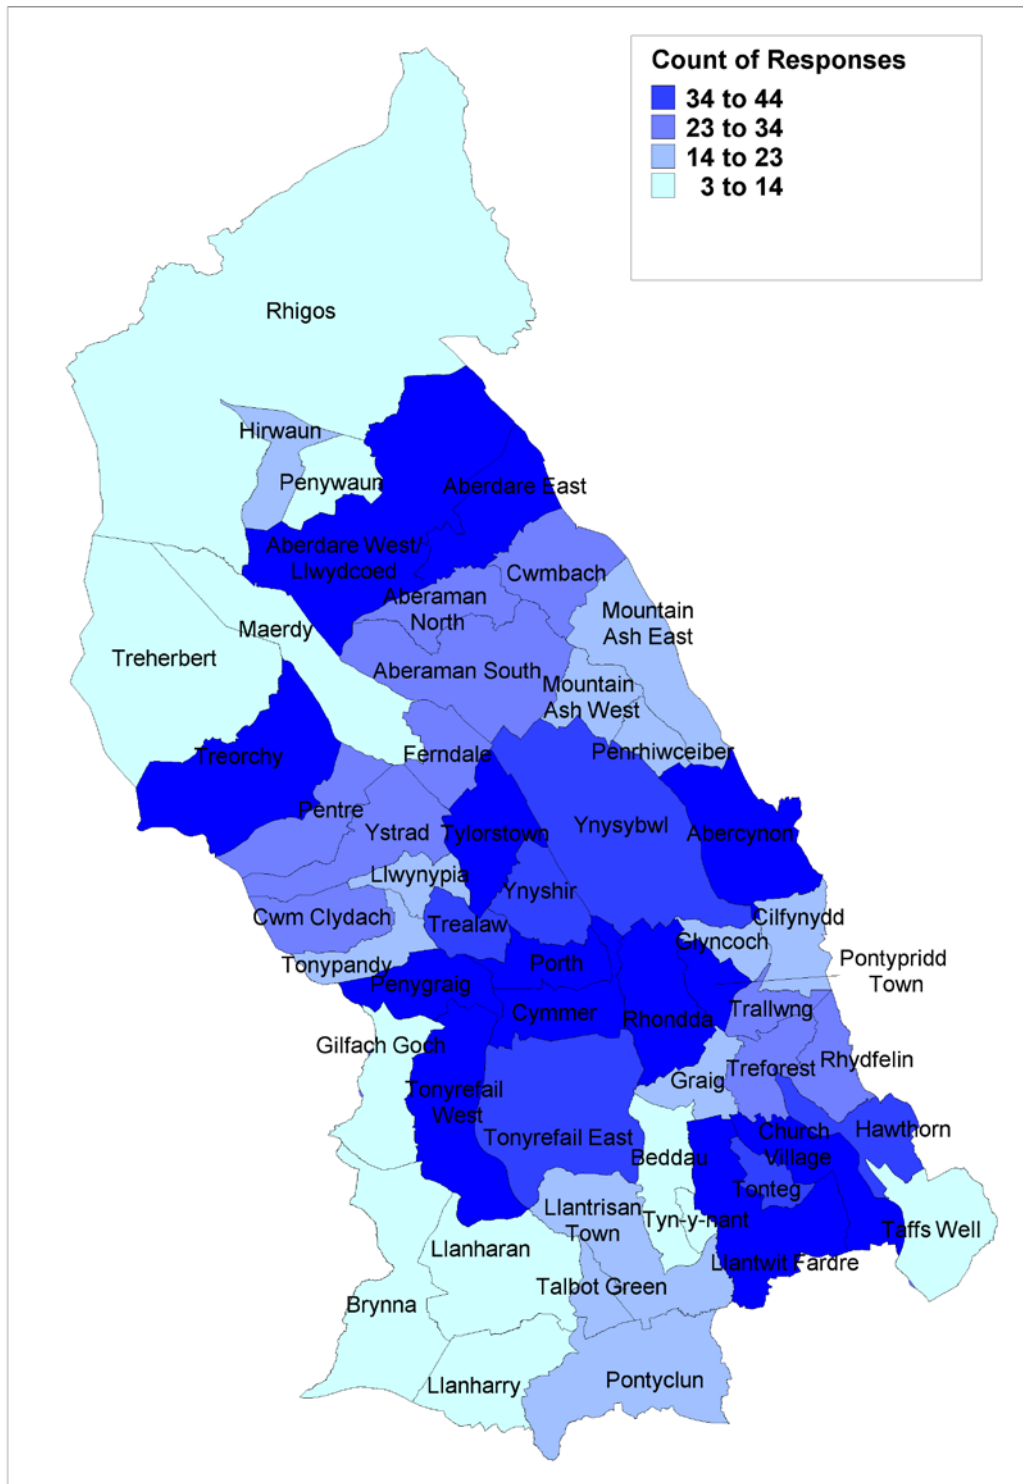 Count of Responses
34 to 44
23 to 34
14 to 23
3 to 14
Rhigos
Hirwaun
Penywaun
Aberdare East
Aberdare West/
Llwydcoed
Cwmbach
Aberaman
North
Mountain
Ash East
Maerdy
Treherbert
Aberaman South
Mountain
Ash West
Treorchy
Ferndale
Penrhiwceiber
Pentre
Ystrad
Tylorstown
Ynysybwl
Abercynon
Llwynypia
Ynyshir
Cwm Clydach
Trealaw
Cilfynydd
Glyncoch
Tonypandy
Penygraig
Porth
Pontypridd
Town
Cymmer
Rhondda
Trallwng
Gilfach Goch
Treforest
Rhydfelin
Graig
Tonyrefail
West
Tonyrefail East
Church
Village
Hawthorn
Beddau
Tonteg
Llantrisan
Town
Tyn-y-nant
Taffs Well
Llanharan
Llantwit Fardre
Talbot Green
Brynna
Llanharry
Pontyclun